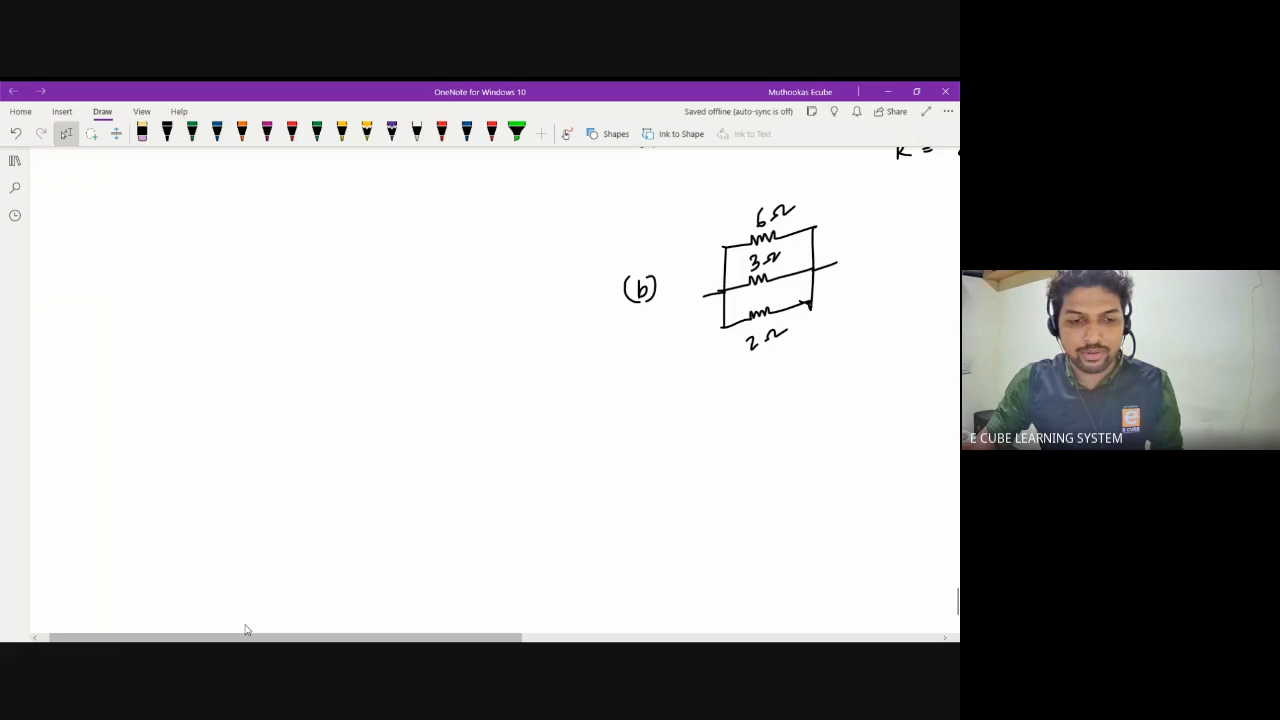 OneNote for Windows 10
Muthookas Ecube
Home Insert Draw View Help
Saved offline (auto-sync is off)
Share
Shapes
Ink to Shape
Ink to Text
R =
6 Ω
3 Ω
(b)
2 Ω
E CUBE
E CUBE LEARNING SYSTEM